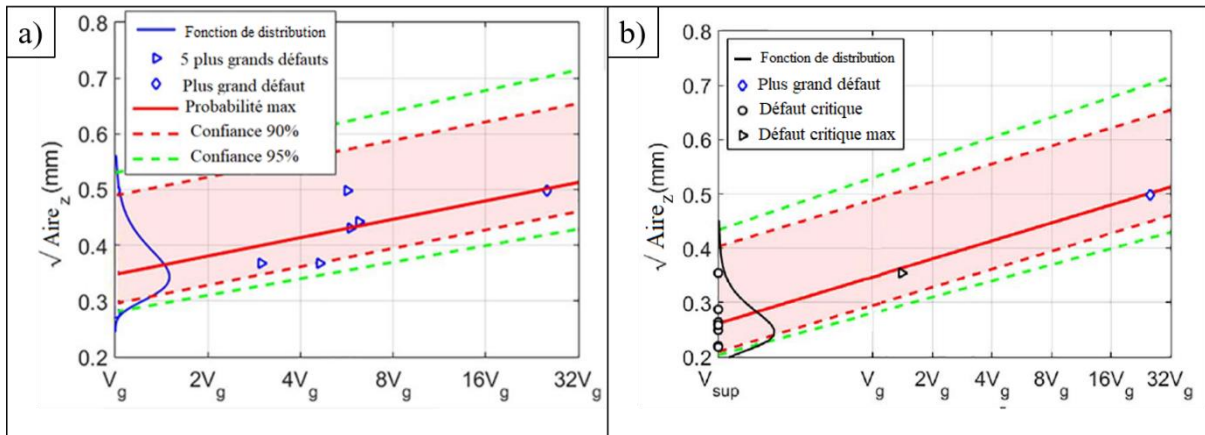 a)
Fonction de distribution
5 plus grands défauts
Plus grand défaut
Probabilité max
Confiance 90%
Confiance 95%
0.8
0.7
0.6
0.5
0.4
0.3
0.2
√ Aire_z (mm)
V_g 2V_g 4V_g 8V_g 16V_g 32V_g
b)
Fonction de distribution
Plus grand défaut
Défaut critique
Défaut critique max
0.8
0.7
0.6
0.5
0.4
0.3
0.2
√ Aire_z (mm)
V_sup V_g 2V_g 4V_g 8V_g 16V_g 32V_g